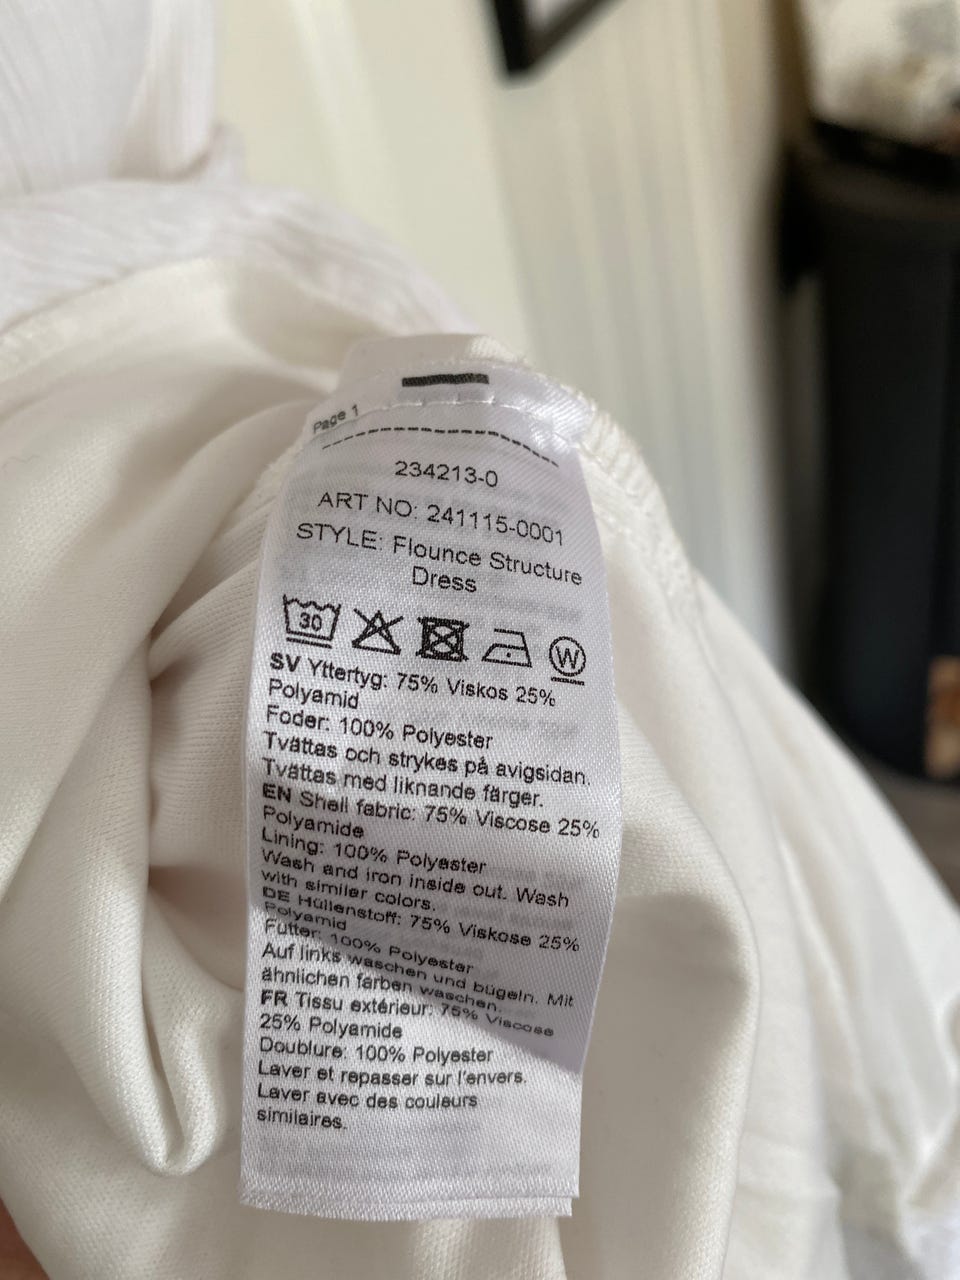 Page 1
234213-0
ART NO: 241115-0001
STYLE: Flounce Structure
Dress
30
W
SV Yttertyg: 75% Viskos 25%
Polyamid
Foder: 100% Polyester
Tvättas och strykes på avigsidan.
Tvättas med liknande färger.
EN Shell fabric: 75% Viscose 25%
Polyamide
Lining: 100% Polyester
Wash and iron inside out. Wash
with similar colors.
DE Hüllenstoff: 75% Viskose 25%
Polyamid
Futter: 100% Polyester
Auf links waschen und bügeln. Mit
ähnlichen farben waschen.
FR Tissu extérieur: 75% Viscose
25% Polyamide
Doublure: 100% Polyester
Laver et repasser sur l'envers.
Laver avec des couleurs
similaires.